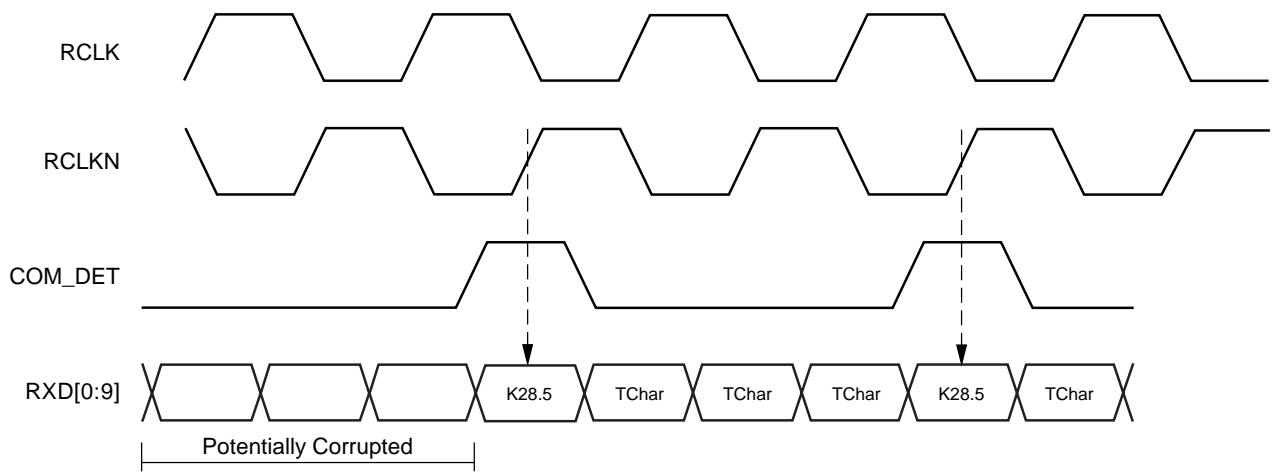 RCLK
RCLKN
COM_DET
RXD[0:9]
K28.5
TChar
TChar
TChar
K28.5
TChar
Potentially Corrupted